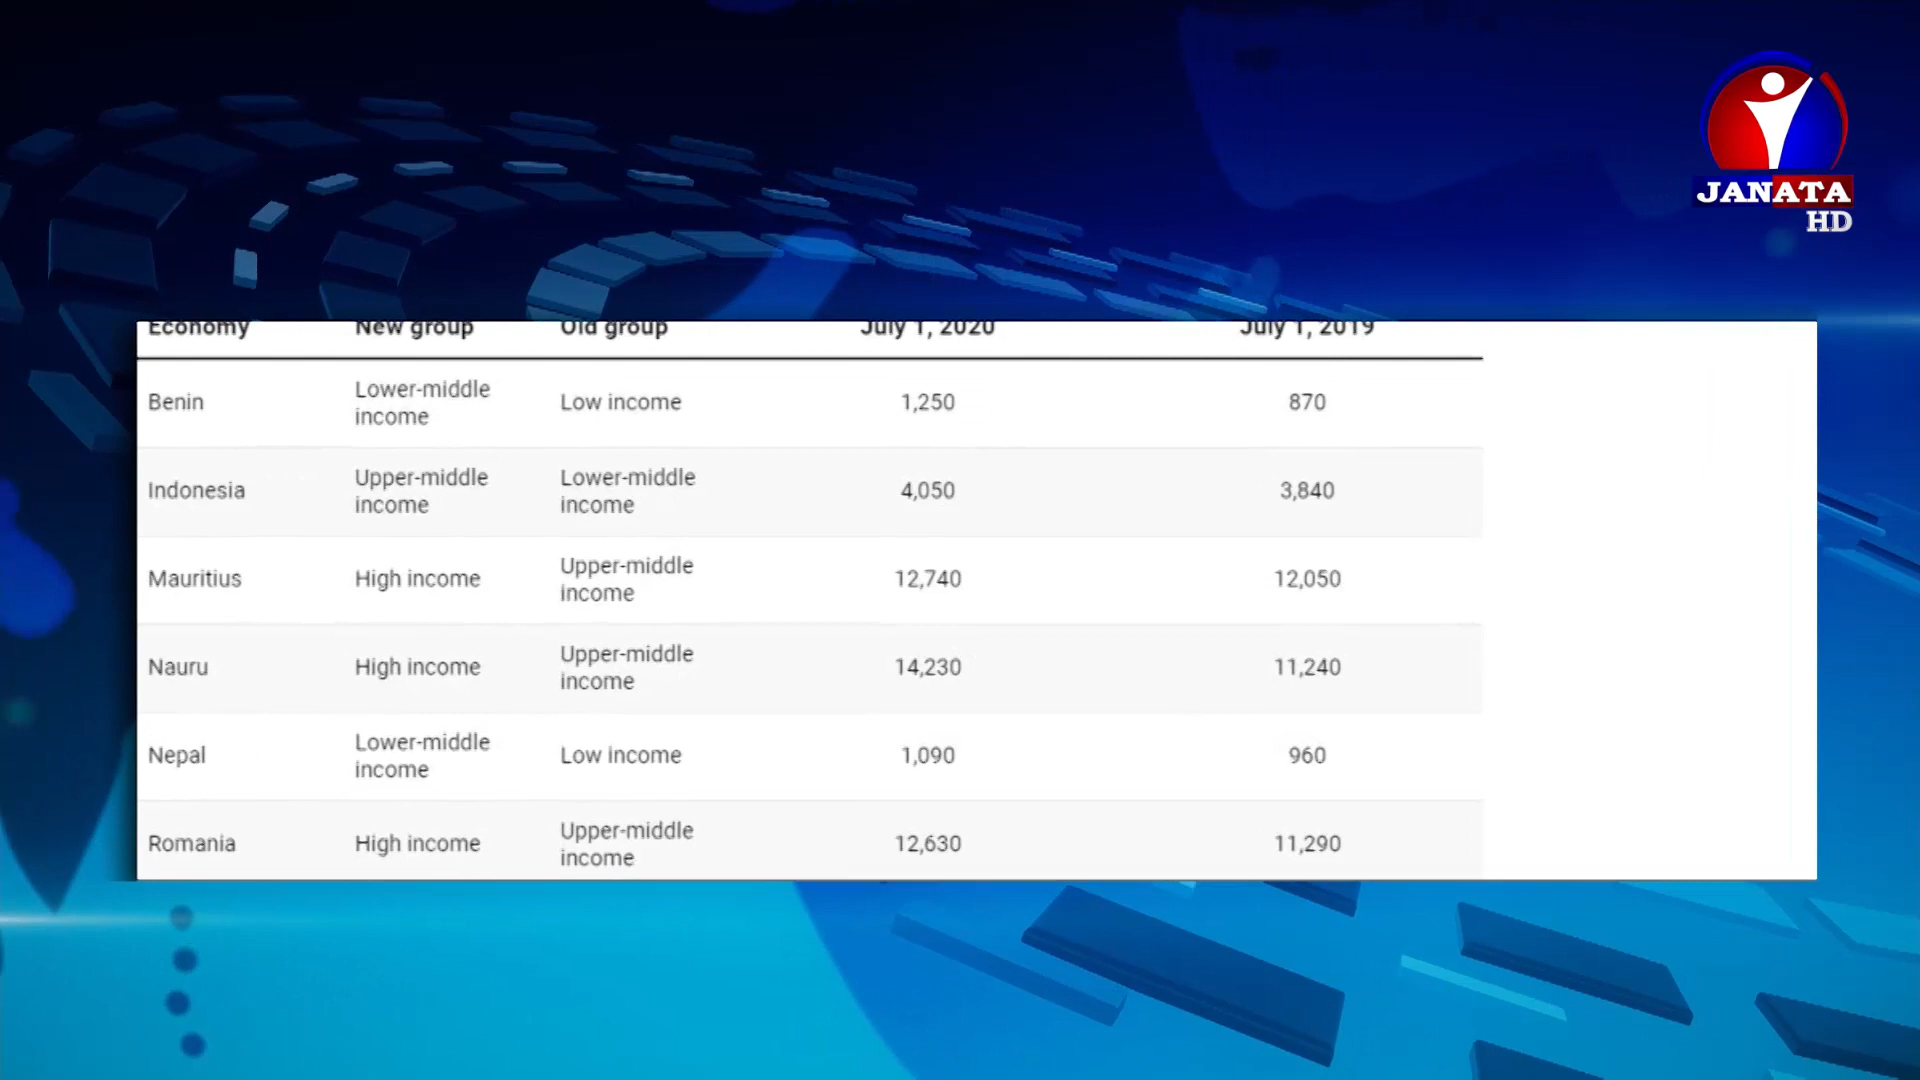 JANATA
HD
Economy New group Old group July 1, 2020 July 1, 2019
Benin Lower-middle income Low income 1,250 870
Indonesia Upper-middle income Lower-middle income 4,050 3,840
Mauritius High income Upper-middle income 12,740 12,050
Nauru High income Upper-middle income 14,230 11,240
Nepal Lower-middle income Low income 1,090 960
Romania High income Upper-middle income 12,630 11,290